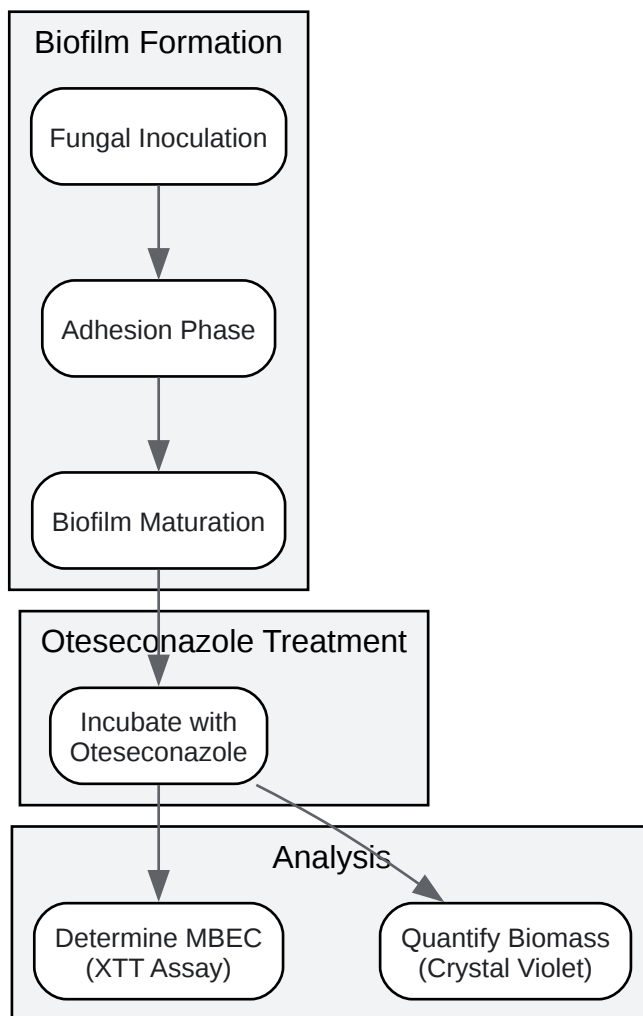 Biofilm Formation
Fungal Inoculation
Adhesion Phase
Biofilm Maturation
Oteseconazole Treatment
Incubate with
Oteseconazole
Analysis
Determine MBEC
(XTT Assay)
Quantify Biomass
(Crystal Violet)